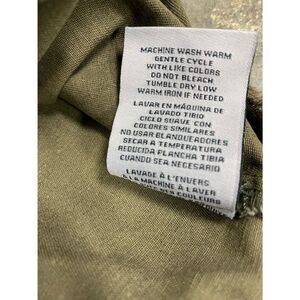 MACHINE WASH WARM
GENTLE CYCLE
WITH LIKE COLORS
DO NOT BLEACH
TUMBLE DRY LOW
WARM IRON IF NEEDED
LAVAR EN MÁQUINA DE
LAVADO TIBIO
CICLO SUAVE CON
COLORES SIMILARES
NO USAR BLANQUEADORES
SECAR A TEMPERATURA
REDUCIDA PLANCHA TIBIA
CUANDO SEA NECESARIO
LAVAGE À L'ENVERS
LA MACHINE À LAVER
COULEURS